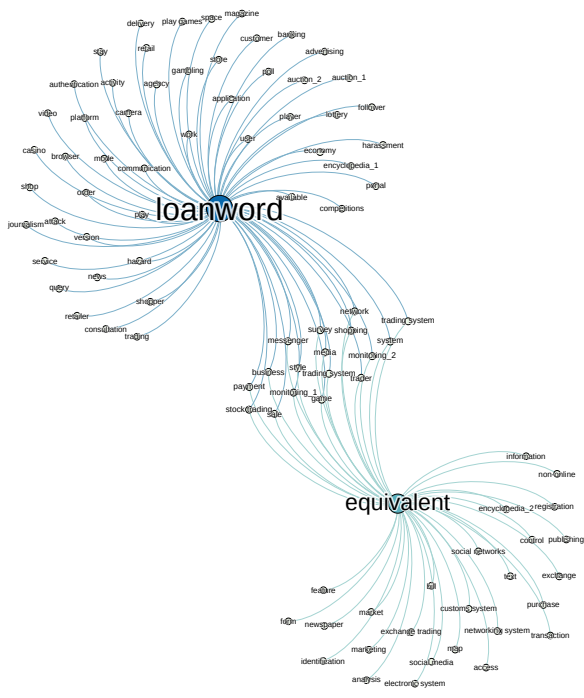 magazine
space
play games
delivery
banking
customer
retail
advertising
stay
store
gambling
poll
auction_1
auction_2
authentication
activity
agency
application
follower
video
camera
platform
player
lottery
work
user
harassment
casino
economy
browser
mode
encyclopedia_1
communication
pinal
shop
order
available
loanword
competitions
play
attack
journalism
version
service
hazard
news
query
shopper
network
retailer
trading system
consultation
survey
shopping
trading
messenger
system
media
monitoring_2
style
business
trading system
trader
payment
monitoring_1
game
stock trading
sale
information
non-online
equivalent
encyclopedia_2
registration
control
publishing
social networks
text
exchange
bill
feature
purchase
customs system
market
form
newspaper
exchange trading
networking system
transaction
marketing
map
identification
social media
access
analysis
electronic system